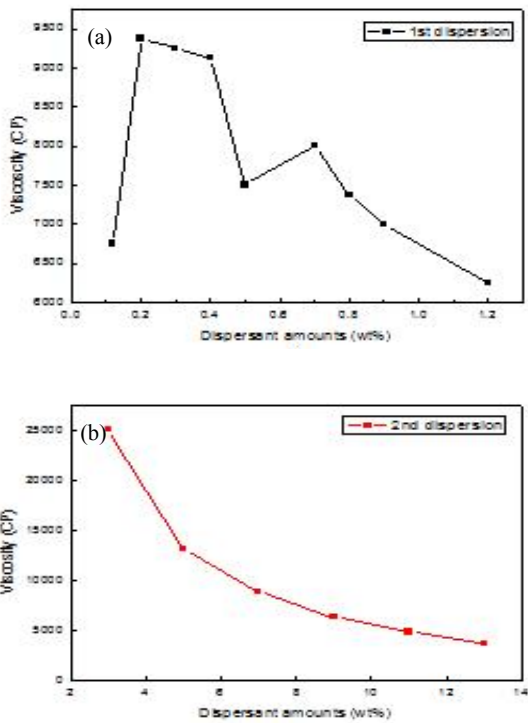 (a)
1st dispersion
Viscosity (CP)
9500
9000
8500
8000
7500
7000
6500
6000
0.0 0.2 0.4 0.6 0.8 1.0 1.2
Dispersant amounts (wt%)
(b)
2nd dispersion
Viscosity (CP)
25000
20000
15000
10000
5000
0
2 4 6 8 10 12 14
Dispersant amounts (wt%)